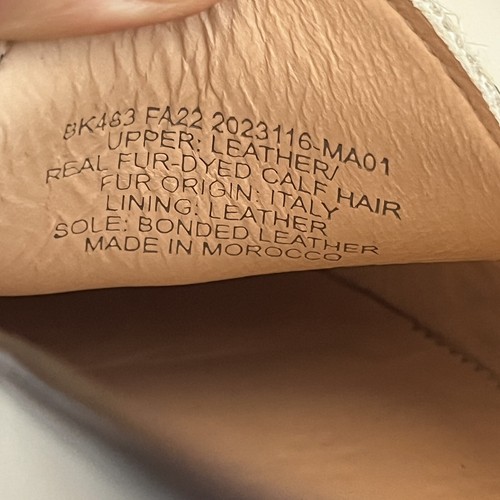 BK483 FA22 2023116-MA01
UPPER: LEATHER/
REAL FUR-DYED CALF HAIR
FUR ORIGIN: ITALY
LINING: LEATHER
SOLE: BONDED LEATHER
MADE IN MOROCCO